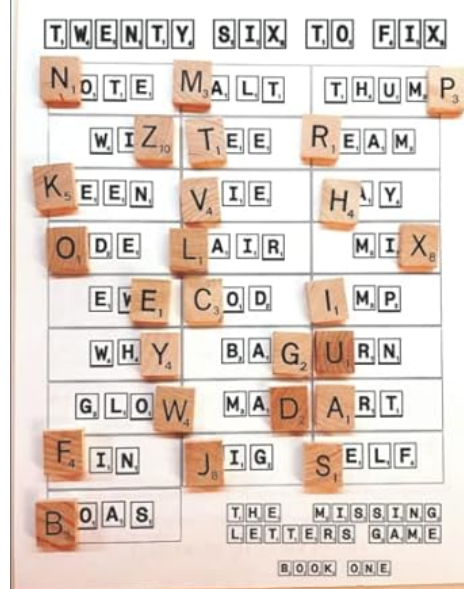 TWENTY SIX TO FIX
NOTE MALT THUMP
WIZ TEE REAM
KEEN VIE HAY
ODE LAIR MIX
EWE COD IMP
WHY BAG URN
GLOW MAD ART
FIN JIG SELF
BOAS
THE MISSING
LETTERS GAME
BOOK ONE